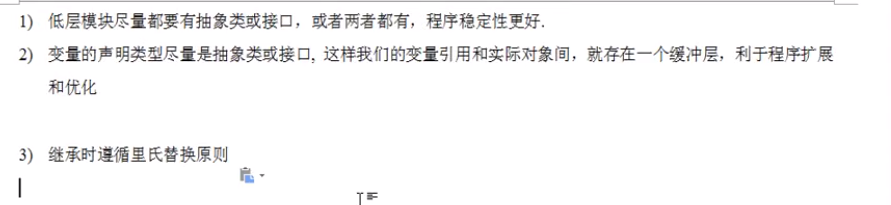 1) 低层模块尽量都要有抽象类或接口，或者两者都有，程序稳定性更好.
2) 变量的声明类型尽量是抽象类或接口, 这样我们的变量引用和实际对象间，就存在一个缓冲层，利于程序扩展
和优化
3) 继承时遵循里氏替换原则